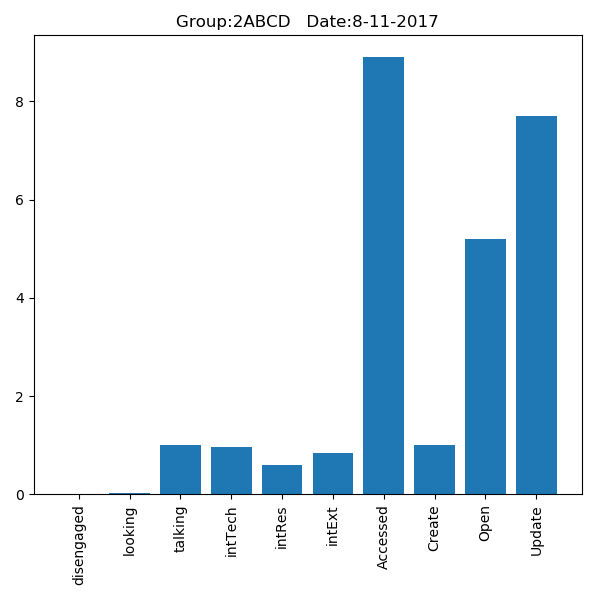 Group:2ABCD   Date:8-11-2017
8
6
4
2
0
disengaged
looking
talking
intTech
intRes
intExt
Accessed
Create
Open
Update